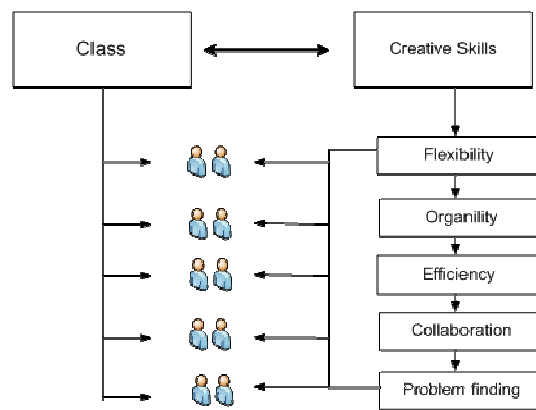 Class
Creative Skills
Flexibility
Organility
Efficiency
Collaboration
Problem finding